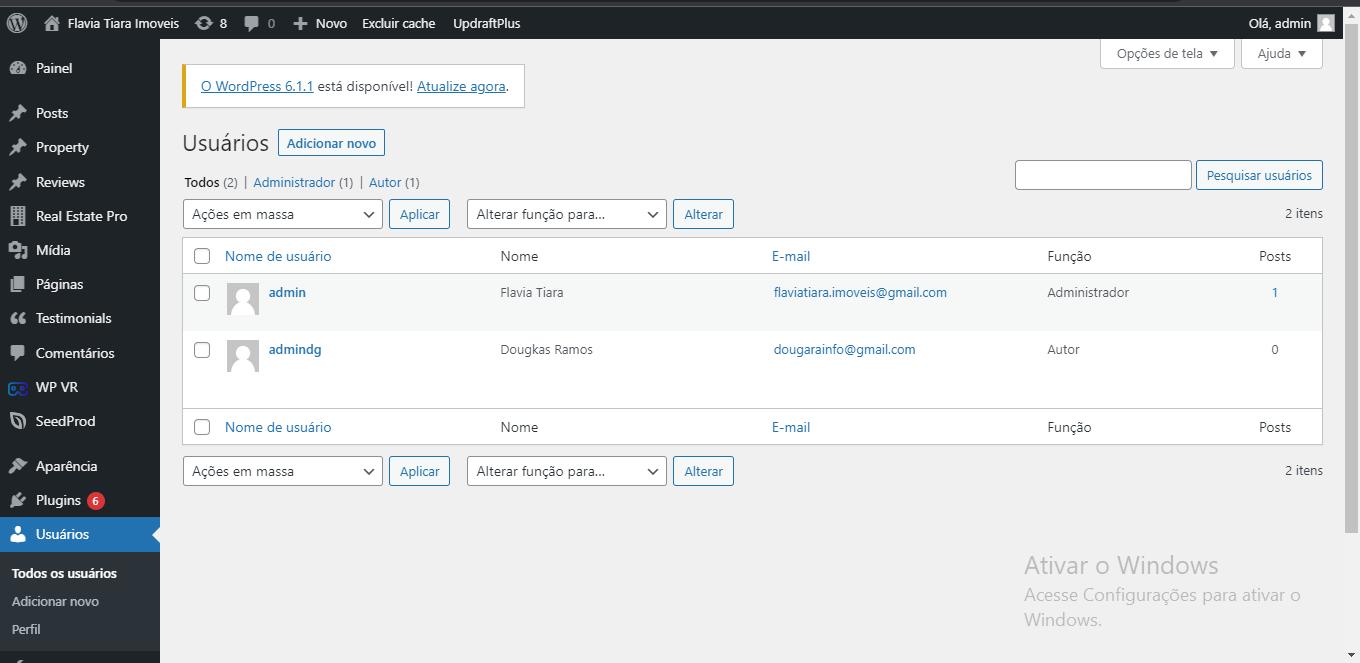 Flavia Tiara Imoveis 8 0 Novo Excluir cache UpdraftPlus Olá, admin
Opções de tela Ajuda
Painel
Posts
Property
Reviews
Real Estate Pro
Mídia
Páginas
Testimonials
Comentários
WP VR
SeedProd
Aparência
Plugins 6
Usuários
Todos os usuários
Adicionar novo
Perfil
O WordPress 6.1.1 está disponível! Atualize agora.
Usuários Adicionar novo
Todos (2) | Administrador (1) | Autor (1)
Pesquisar usuários
Ações em massa Aplicar Alterar função para... Alterar 2 itens
Nome de usuário Nome E-mail Função Posts
admin Flavia Tiara flaviatiara.imoveis@gmail.com Administrador 1
admindg Dougkas Ramos dougarainfo@gmail.com Autor 0
Nome de usuário Nome E-mail Função Posts
Ações em massa Aplicar Alterar função para... Alterar 2 itens
Ativar o Windows
Acesse Configurações para ativar o
Windows.